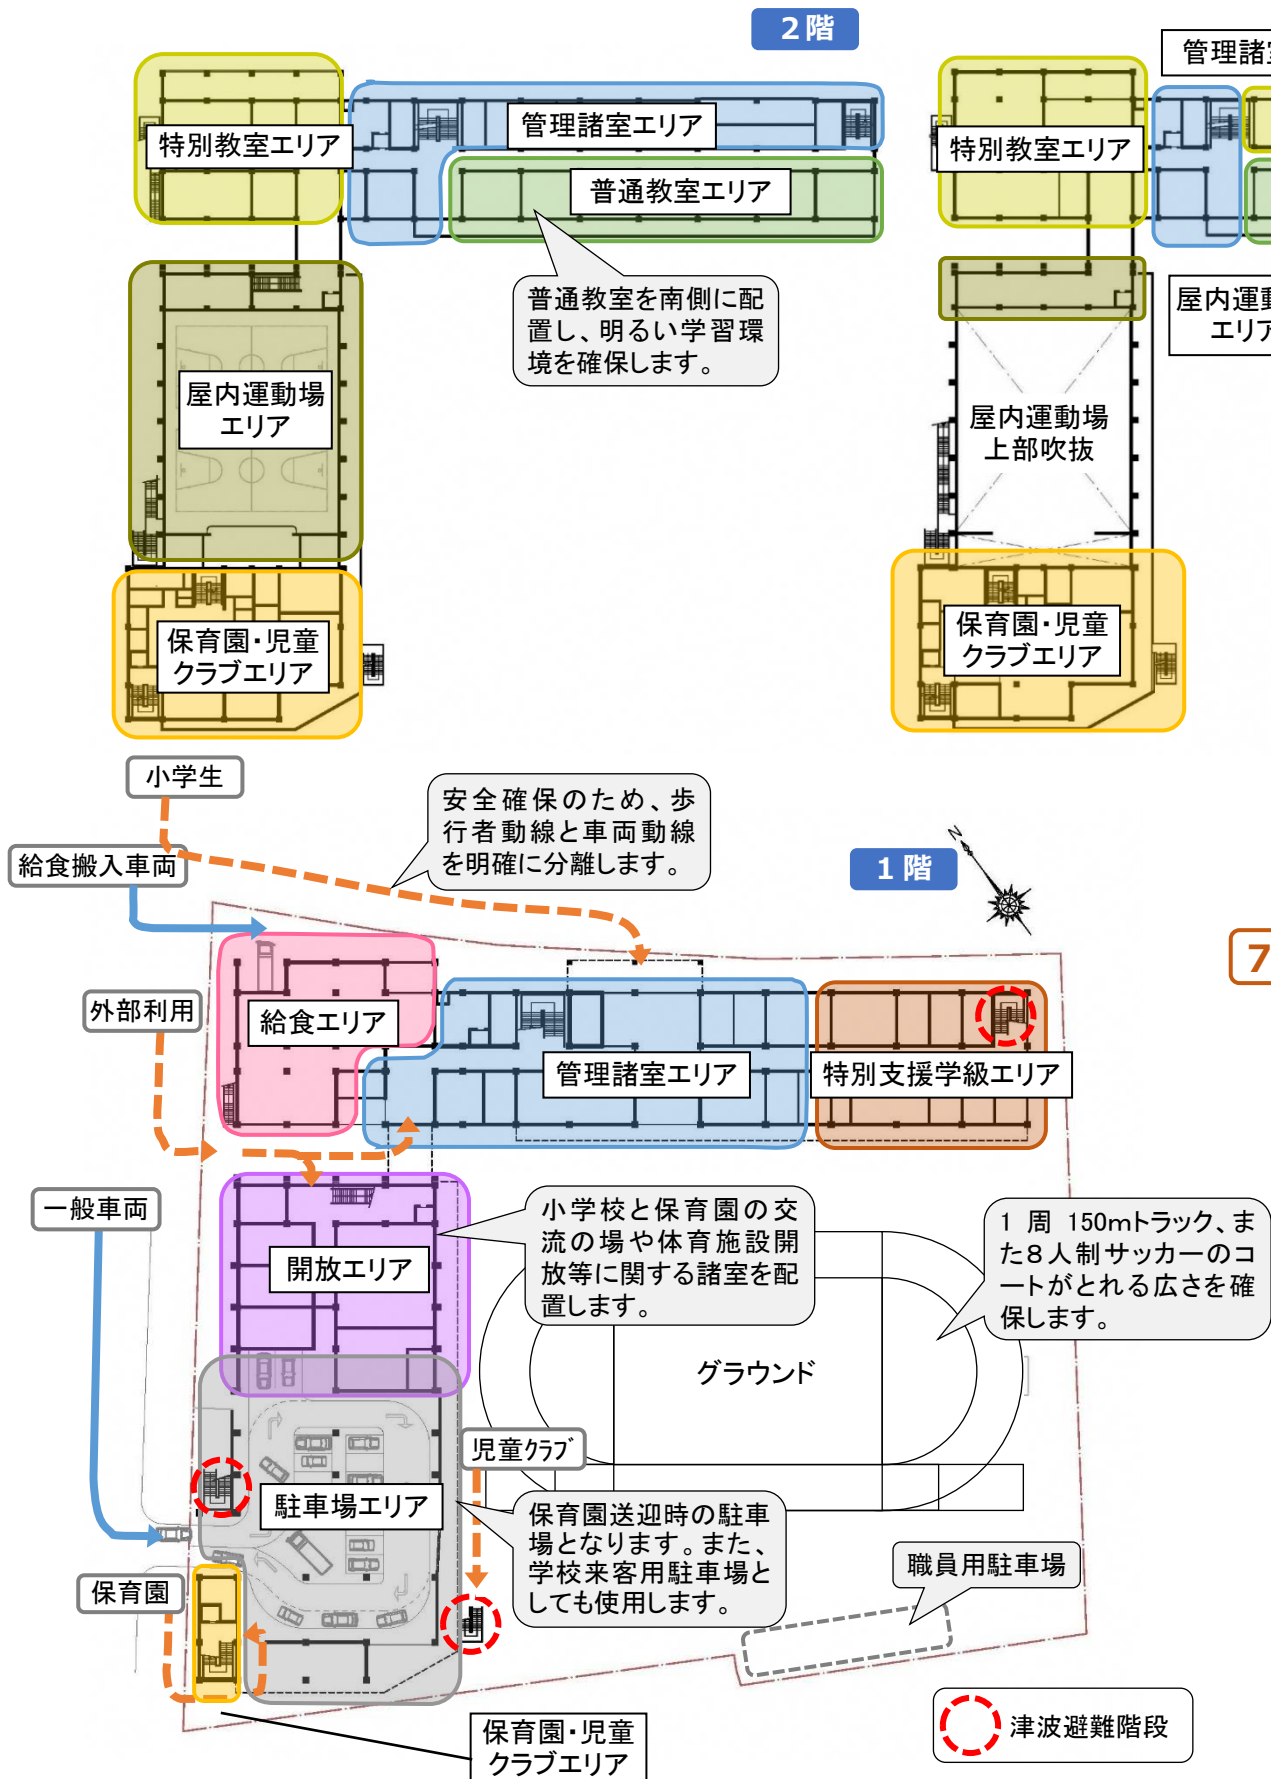 2階
特別教室エリア
管理諸室エリア
普通教室エリア
普通教室を南側に配
置し、明るい学習環
境を確保します。
屋内運動場
エリア
保育園・児童
クラブエリア
管理諸
特別教室エリア
屋内運
エリ
屋内運動場
上部吹抜
保育園・児童
クラブエリア
小学生
安全確保のため、歩
行者動線と車両動線
を明確に分離します。
給食搬入車両
1階
N
7
外部利用
給食エリア
管理諸室エリア
特別支援学級エリア
一般車両
開放エリア
小学校と保育園の交
流の場や体育施設開
放等に関する諸室を配
置します。
1周 150mトラック、ま
た8人制サッカーのコ
ートがとれる広さを確
保します。
グラウンド
児童クラブ
駐車場エリア
保育園送迎時の駐車
場となります。また、
学校来客用駐車場と
しても使用します。
職員用駐車場
保育園
津波避難階段
保育園・児童
クラブエリア